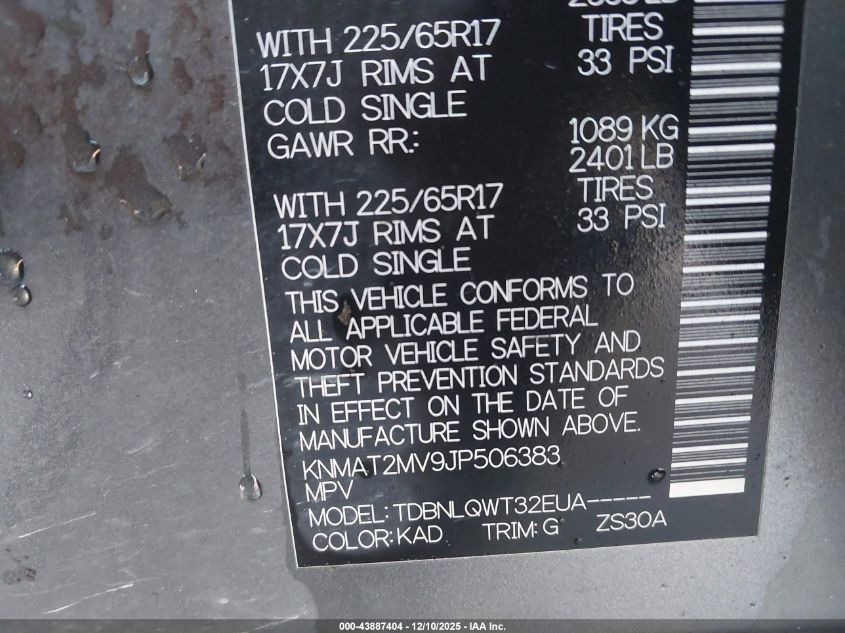 WITH 225/65R17 TIRES
17X7J RIMS AT 33 PSI
COLD SINGLE
GAWR RR.: 1089 KG
2401 LB
WITH 225/65R17 TIRES
17X7J RIMS AT 33 PSI
COLD SINGLE
THIS VEHICLE CONFORMS TO
ALL APPLICABLE FEDERAL
MOTOR VEHICLE SAFETY AND
THEFT PREVENTION STANDARDS
IN EFFECT ON THE DATE OF
MANUFACTURE SHOWN ABOVE.
KNMAT2MV9JP506383
MPV
MODEL: TDBNLQWT32EUA-----
COLOR: KAD TRIM: G ZS30A
000-43887404 - 12/10/2025 - IAA Inc.